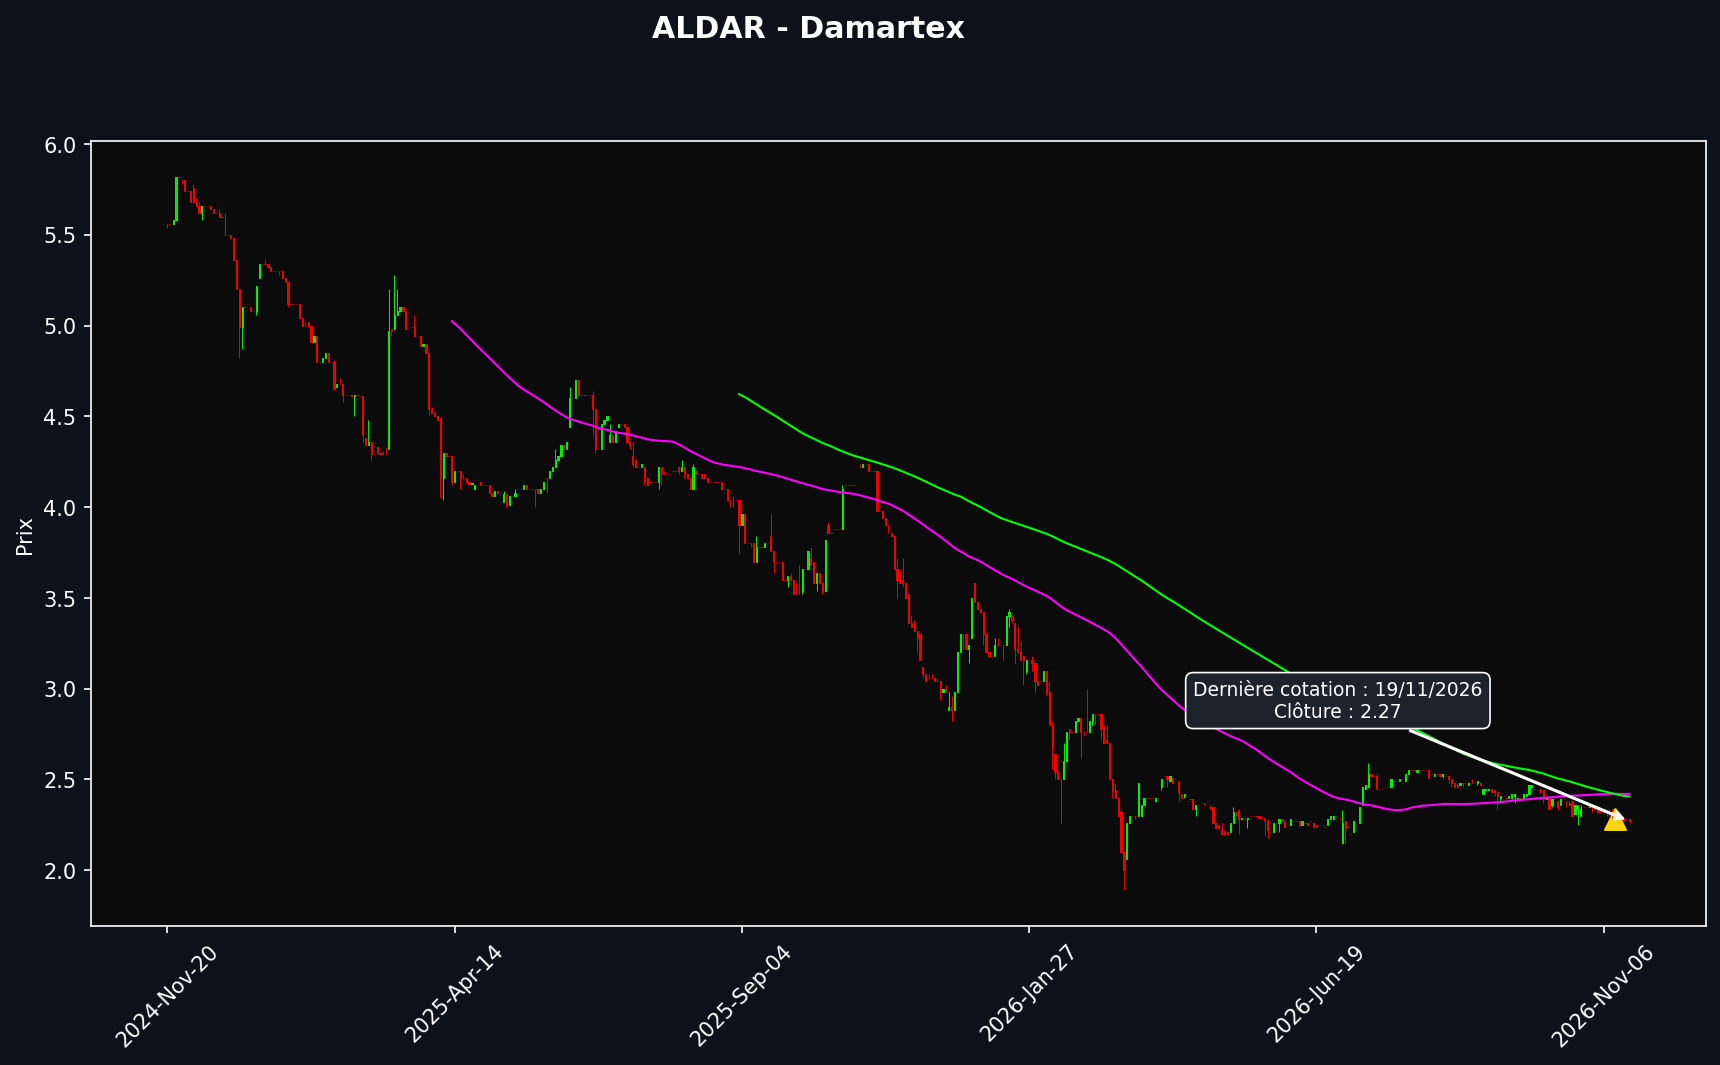 ALDAR - Damartex
6.0
5.5
5.0
4.5
4.0
3.5
3.0
2.5
2.0
Prix
Dernière cotation : 19/11/2026
Clôture : 2.27
2024-Nov-20
2025-Apr-14
2025-Sep-04
2026-Jan-27
2026-Jun-19
2026-Nov-06